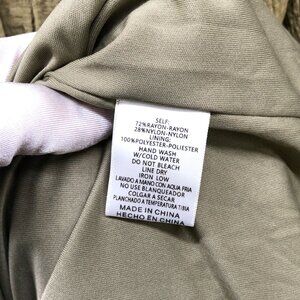 SELF:
72%RAYON-RAYON
28%NYLON-NYLON
LINING:
100%POLYESTER-POLIESTER
HAND WASH
W/COLD WATER
DO NOT BLEACH
LINE DRY
IRON LOW
LAVADO A MANO CON AQUA FRIA
NO USE BLANQUEADOR
COLGAR A SECAR
PLANCHADO A TEMPERATURA TIBIA
MADE IN CHINA
HECHO EN CHINA